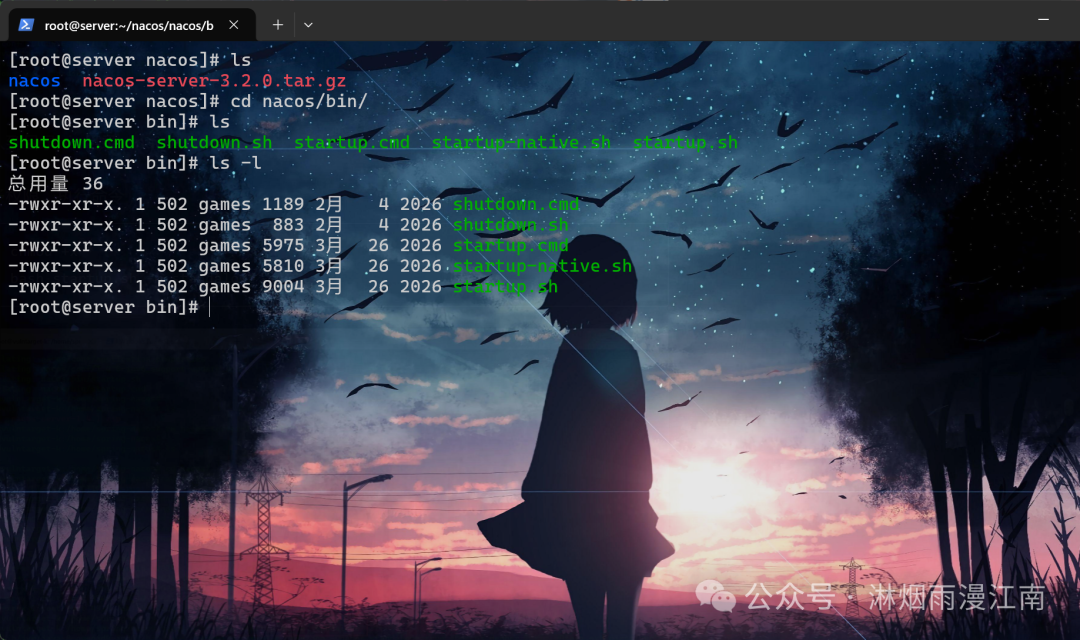 root@server:~/nacos/nacos/b
[root@server nacos]# ls
nacos  nacos-server-3.2.0.tar.gz
[root@server nacos]# cd nacos/bin/
[root@server bin]# ls
shutdown.cmd  shutdown.sh  startup.cmd  startup-native.sh  startup.sh
[root@server bin]# ls -l
总用量 36
-rwxr-xr-x. 1 502 games 1189 2月   4 2026 shutdown.cmd
-rwxr-xr-x. 1 502 games  883 2月   4 2026 shutdown.sh
-rwxr-xr-x. 1 502 games 5975 3月  26 2026 startup.cmd
-rwxr-xr-x. 1 502 games 5810 3月  26 2026 startup-native.sh
-rwxr-xr-x. 1 502 games 9004 3月  26 2026 startup.sh
[root@server bin]#
公众号 · 淋烟雨漫江南